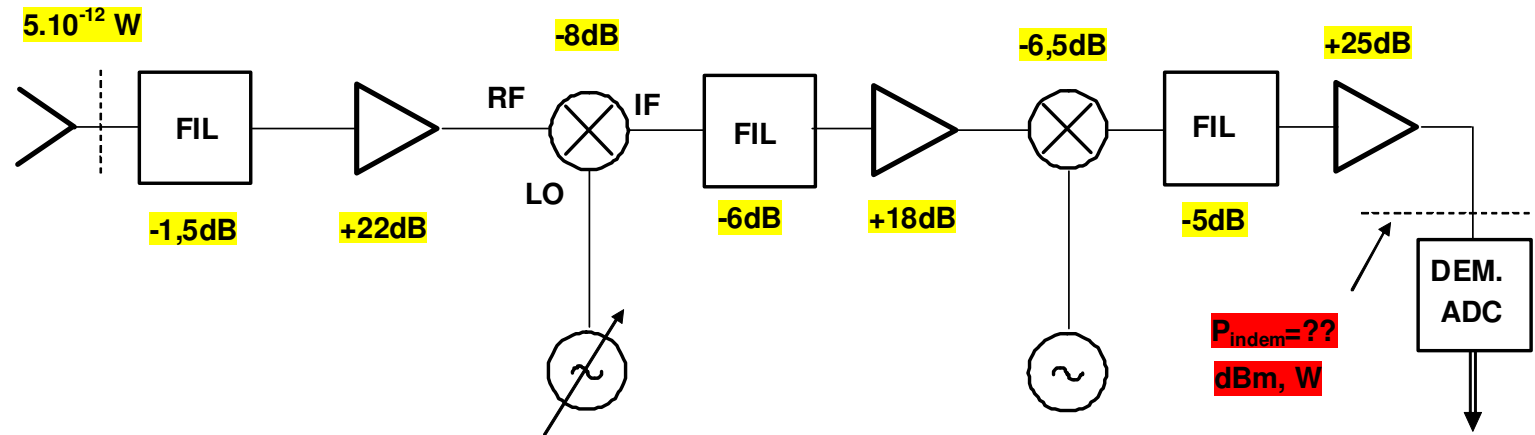 5.10⁻¹² W
-8dB
-6,5dB
+25dB
FIL
RF
IF
FIL
FIL
LO
-1,5dB
+22dB
-6dB
+18dB
-5dB
DEM.
ADC
Pindem=??
dBm, W